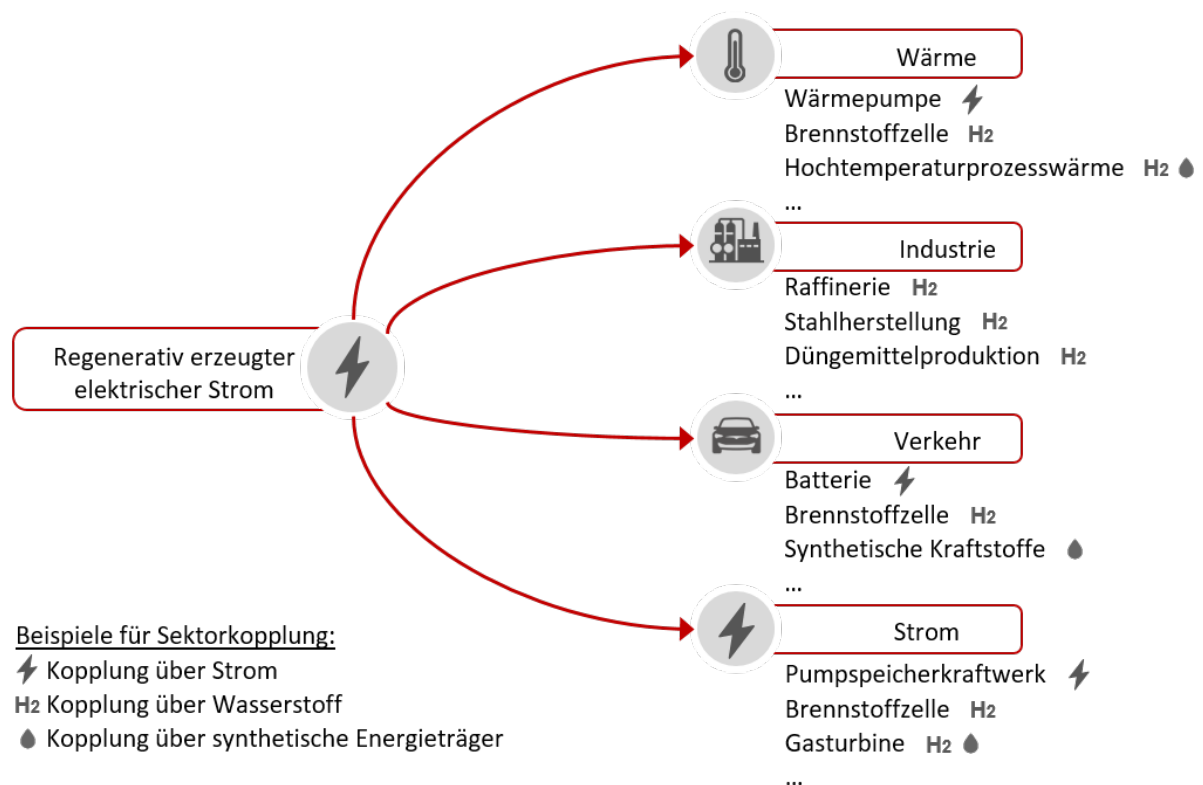 Wärme
Wärmepumpe
Brennstoffzelle H2
Hochtemperaturprozesswärme H2
...
Industrie
Raffinerie H2
Stahlherstellung H2
Düngemittelproduktion H2
...
Regenerativ erzeugter
elektrischer Strom
Verkehr
Batterie
Brennstoffzelle H2
Synthetische Kraftstoffe
...
Strom
Pumpspeicherkraftwerk
Brennstoffzelle H2
Gasturbine H2
...
Beispiele für Sektorkopplung:
Kopplung über Strom
H2 Kopplung über Wasserstoff
Kopplung über synthetische Energieträger